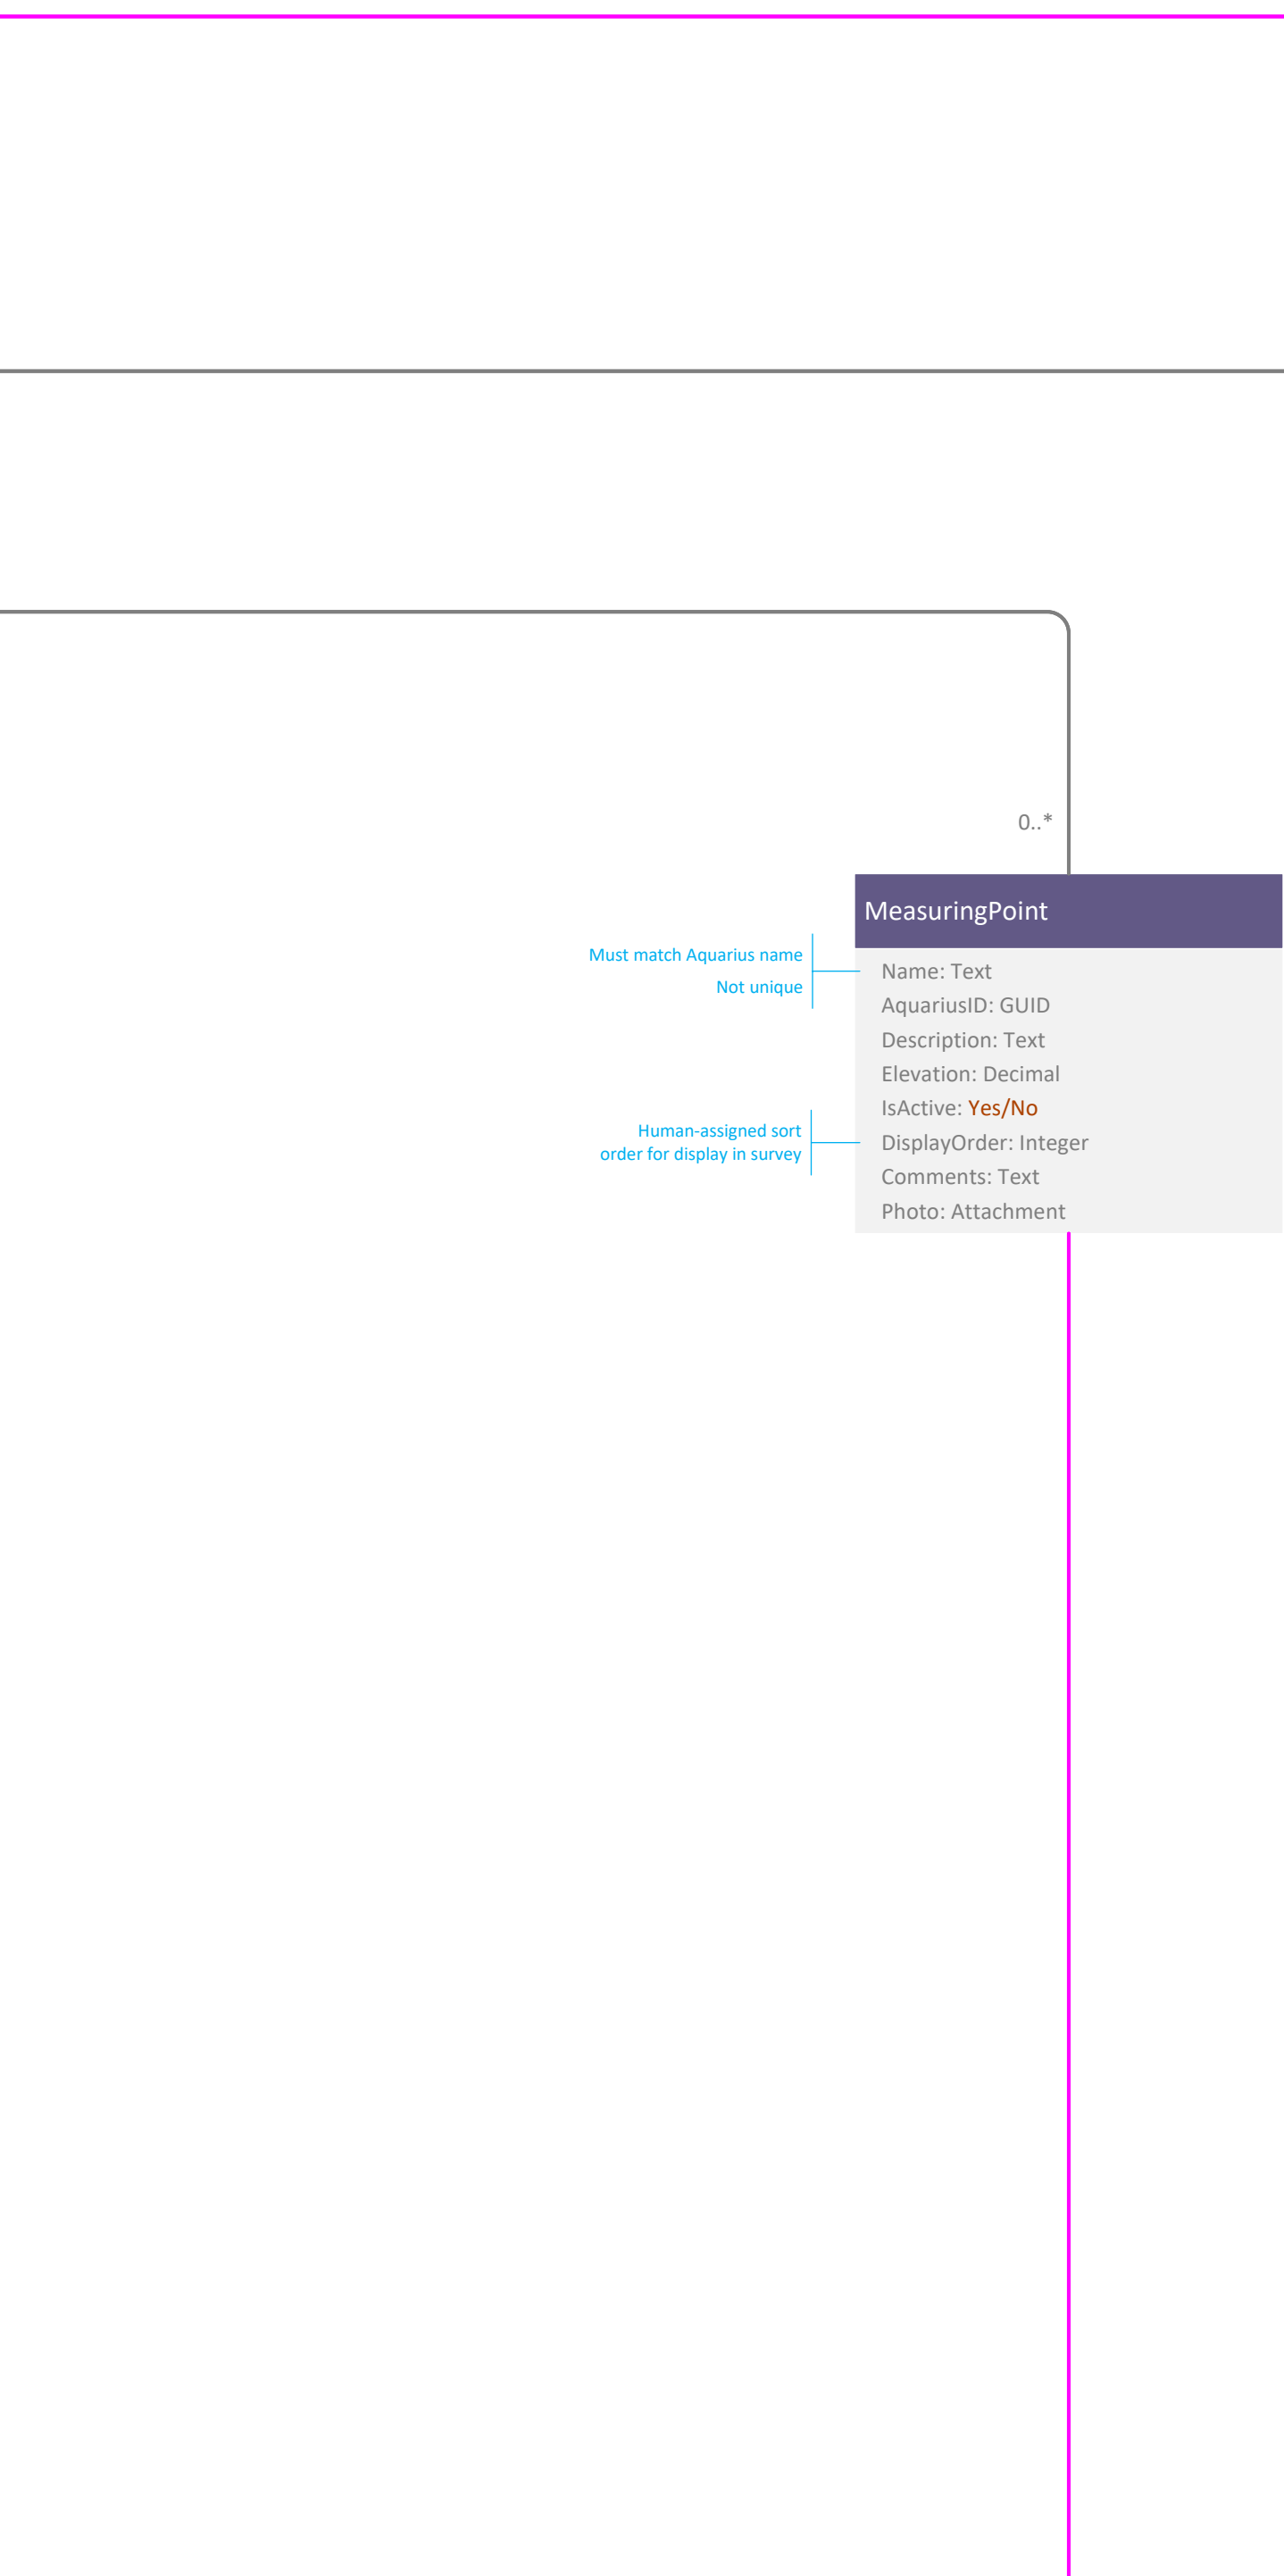 0..*
MeasuringPoint
Must match Aquarius name
Not unique
Name: Text
AquariusID: GUID
Description: Text
Elevation: Decimal
IsActive: Yes/No
Human-assigned sort
order for display in survey
DisplayOrder: Integer
Comments: Text
Photo: Attachment